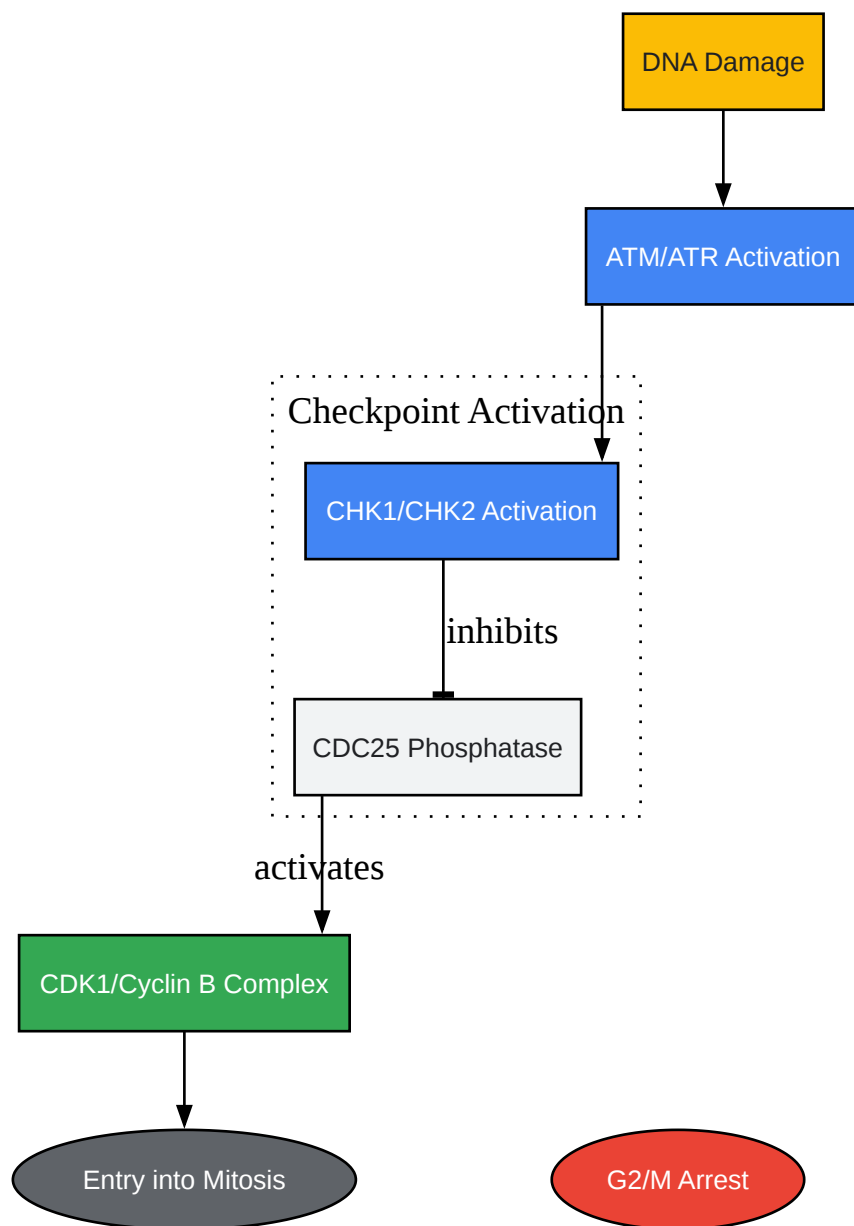 DNA Damage
ATM/ATR Activation
Checkpoint Activation
CHK1/CHK2 Activation
inhibits
CDC25 Phosphatase
activates
CDK1/Cyclin B Complex
Entry into Mitosis
G2/M Arrest